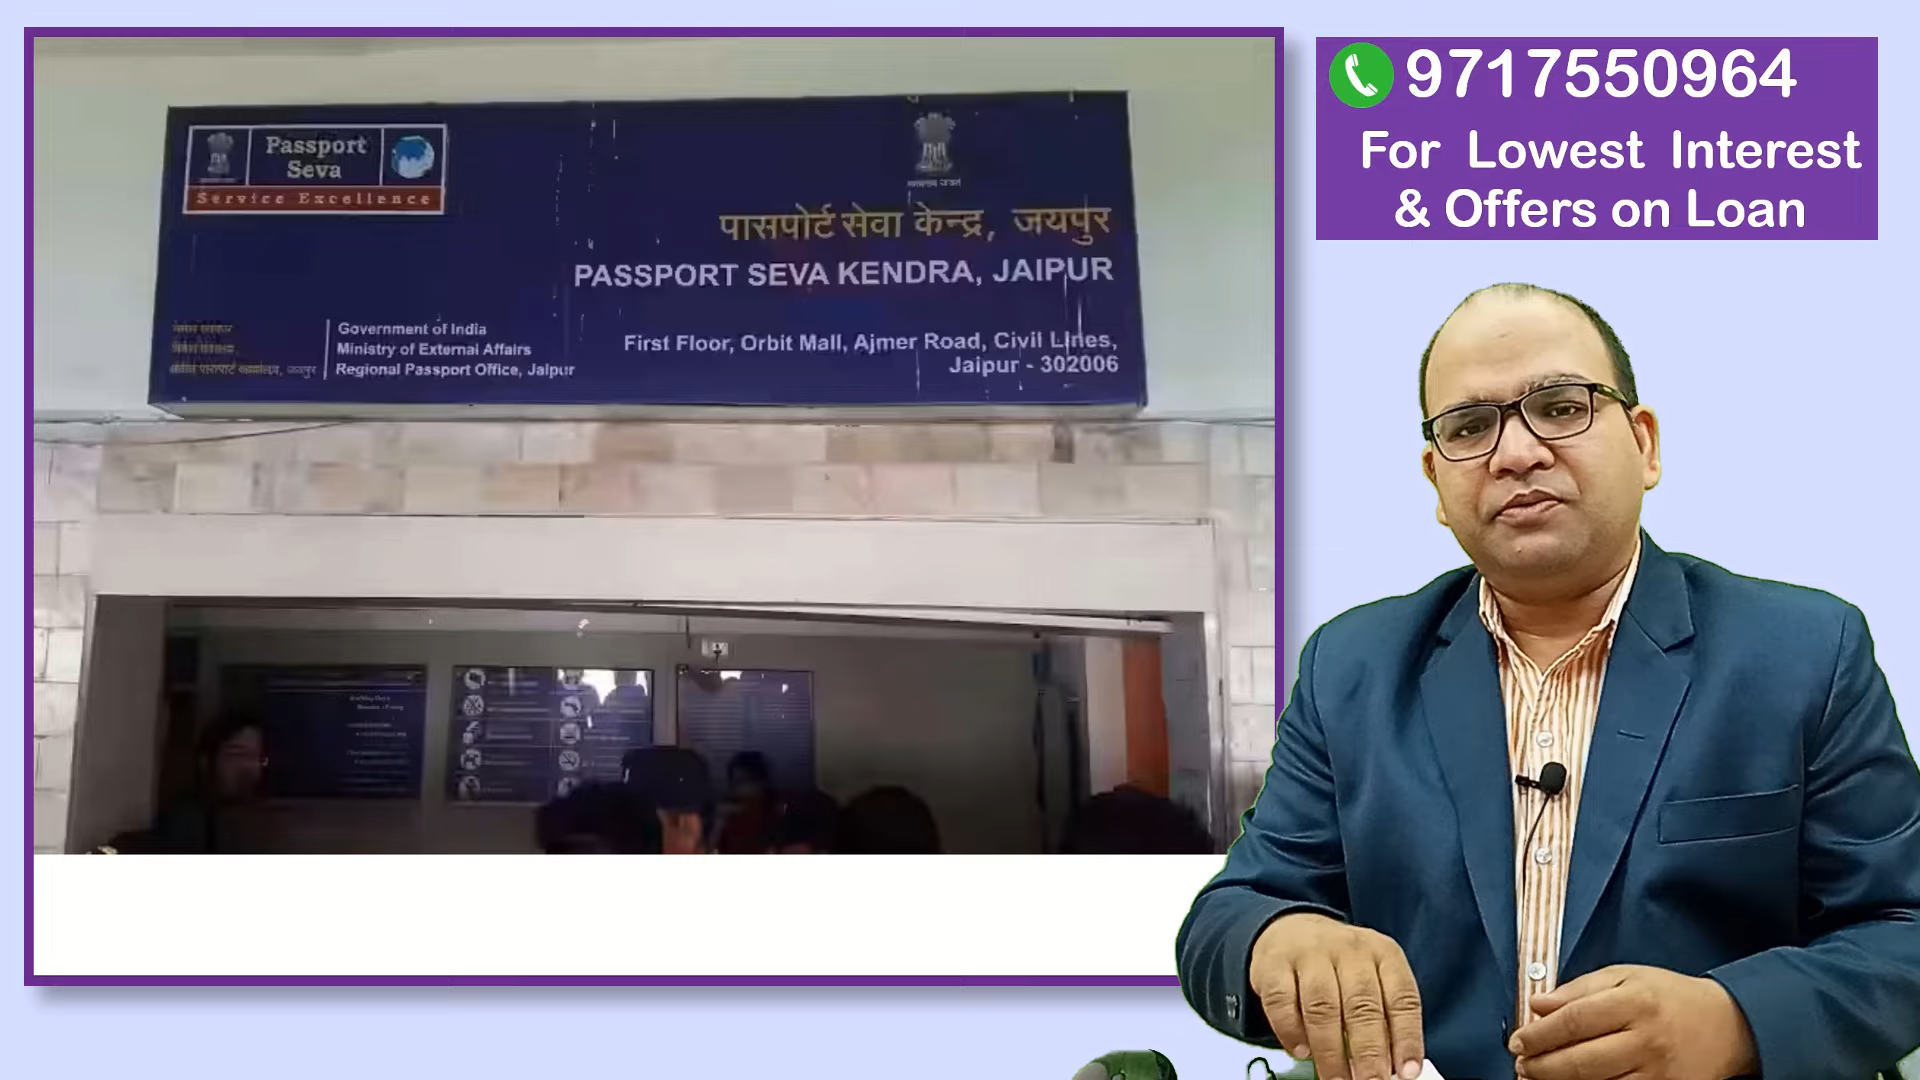 Passport
Seva
Service Excellence
पासपोर्ट सेवा केन्द्र, जयपुर
PASSPORT SEVA KENDRA, JAIPUR
Government of India
Ministry of External Affairs
Regional Passport Office, Jaipur
First Floor, Orbit Mall, Ajmer Road, Civil Lines,
Jaipur - 302006
9717550964
For Lowest Interest
& Offers on Loan